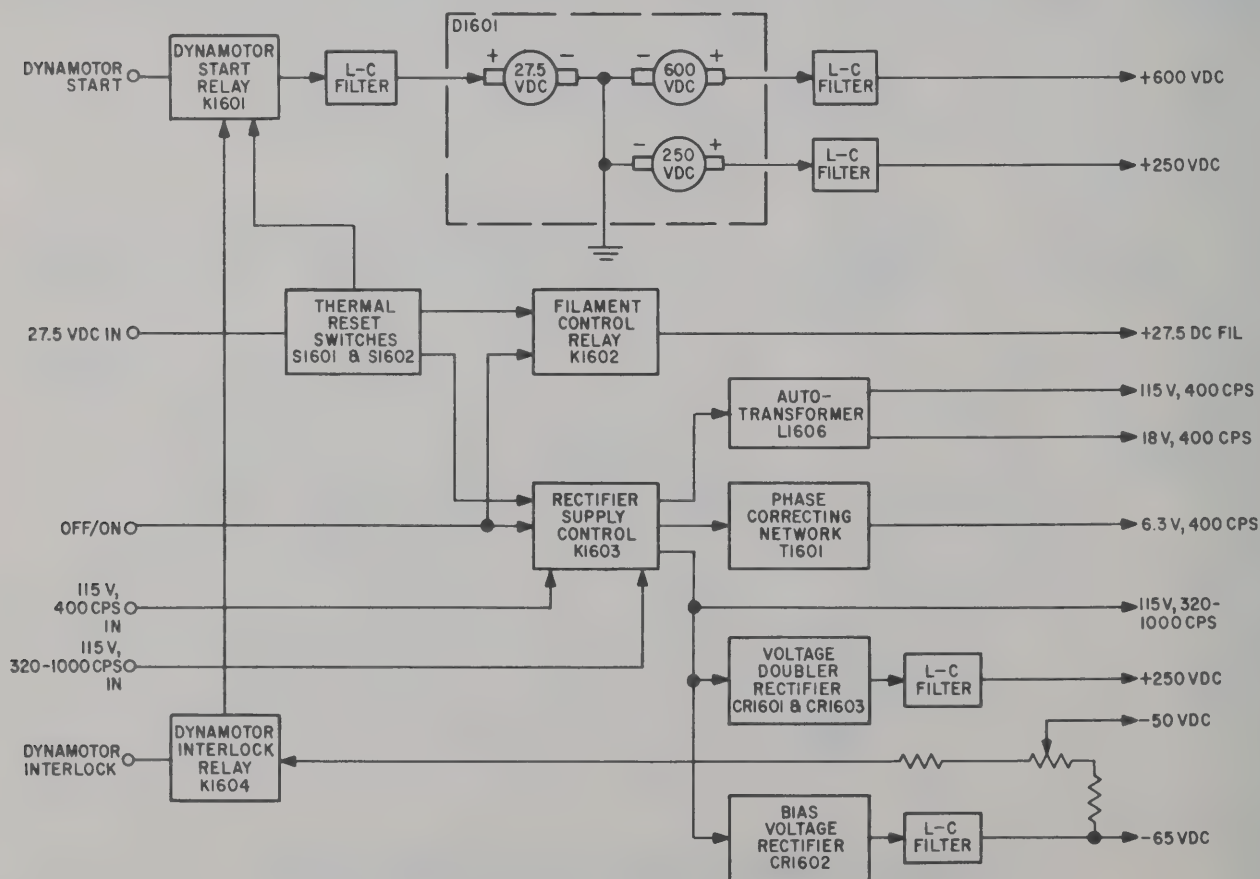 DYNAMOTOR
START
DYNAMOTOR
START
RELAY
K1601
L-C
FILTER
D1601
+
-
27.5
VDC
-
+
600
VDC
L-C
FILTER
+600 VDC
-
+
250
VDC
L-C
FILTER
+250 VDC
27.5 VDC IN
THERMAL
RESET
SWITCHES
S1601 & S1602
FILAMENT
CONTROL
RELAY
K1602
+27.5 DC FIL
AUTO-
TRANSFORMER
L1606
115 V, 400 CPS
18 V, 400 CPS
OFF/ON
RECTIFIER
SUPPLY
CONTROL
K1603
PHASE
CORRECTING
NETWORK
T1601
6.3 V, 400 CPS
115 V,
400 CPS
IN
115 V, 320-
1000 CPS
115 V,
320-1000 CPS
IN
VOLTAGE
DOUBLER
RECTIFIER
CR1601 & CR1603
L-C
FILTER
+250 VDC
DYNAMOTOR
INTERLOCK
DYNAMOTOR
INTERLOCK
RELAY
K1604
-50 VDC
BIAS
VOLTAGE
RECTIFIER
CR1602
L-C
FILTER
-65 VDC